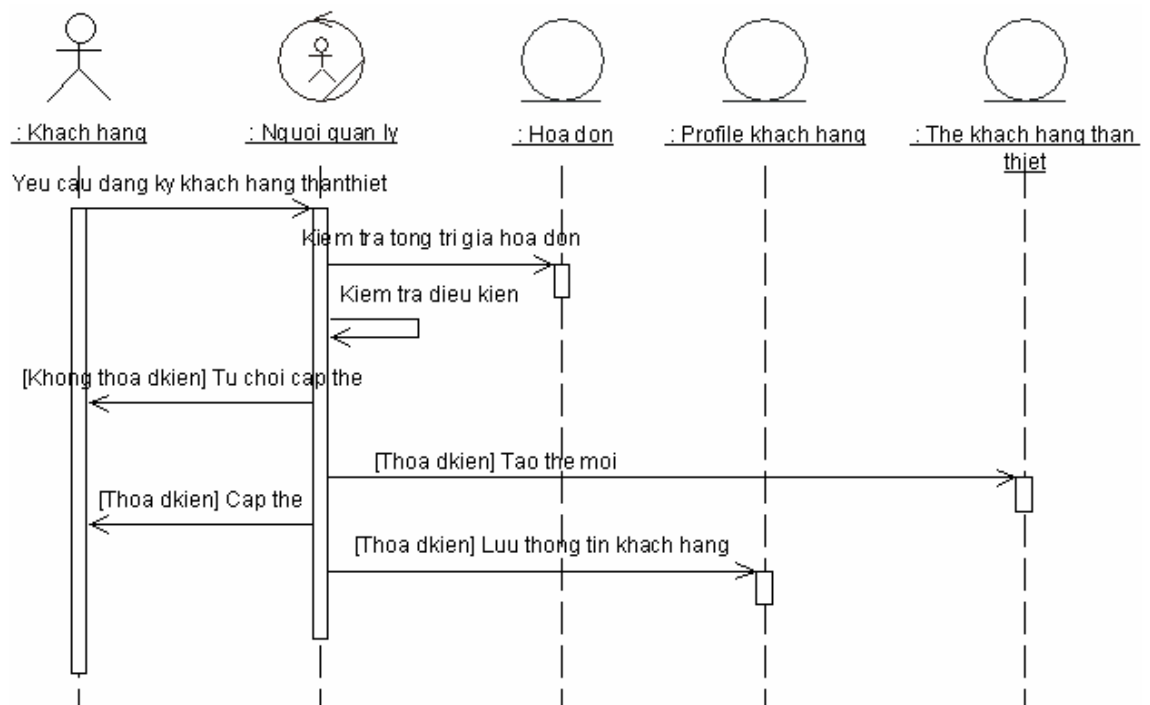 : Khach hang
: Nguoi quan ly
: Hoa don
: Profile khach hang
: The khach hang than
thiet
Yeu cau dang ky khach hang thanthiet
Kiem tra tong tri gia hoa don
Kiem tra dieu kien
[Khong thoa dkien] Tu choi cap the
[Thoa dkien] Tao the moi
[Thoa dkien] Cap the
[Thoa dkien] Luu thong tin khach hang